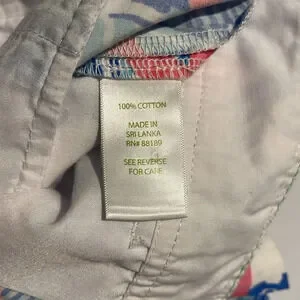 100% COTTON
MADE IN
SRI LANKA
RN# 88189
SEE REVERSE
FOR CARE